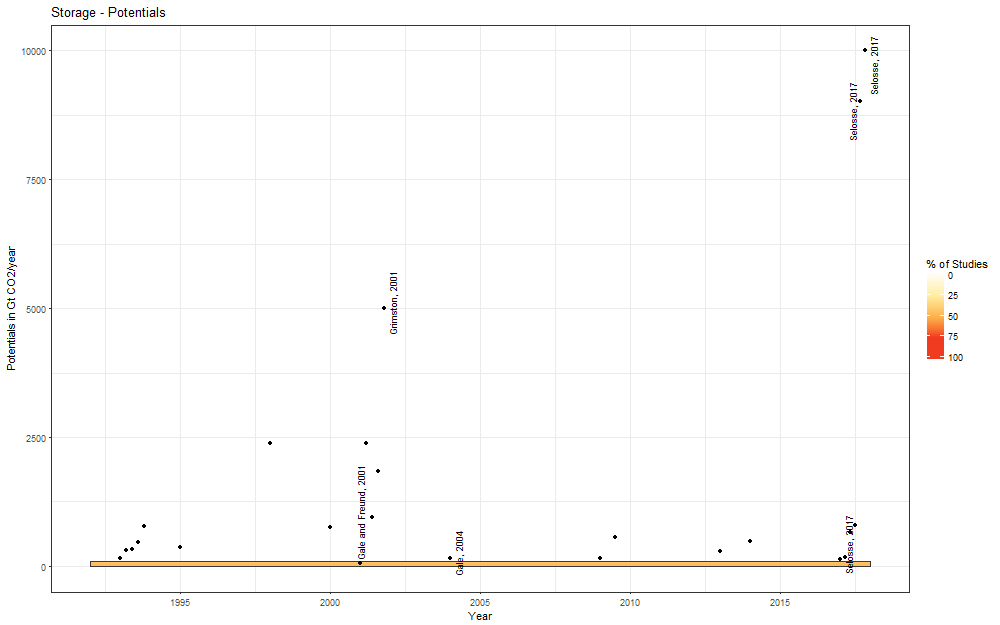 Storage - Potentials
10000
7500
5000
2500
0
Potentials in Gt CO2/year
Selosse, 2017
Selosse, 2017
Grimston, 2001
Gale and Freund, 2001
Gale, 2004
Selosse, 2017
1995
2000
2005
2010
2015
Year
% of Studies
0
25
50
75
100